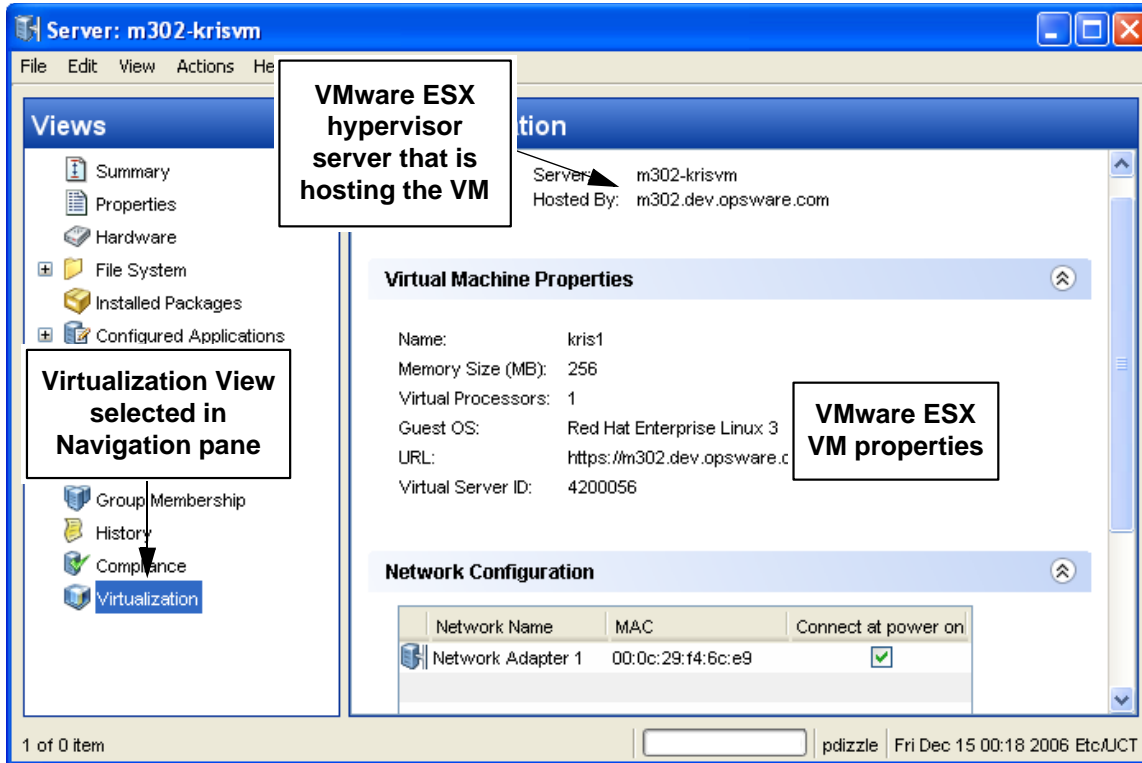 Server: m302-krisvm
File Edit View Actions He
VMware ESX
hypervisor
server that is
hosting the VM
Views
tion
Summary
Properties
Hardware
File System
Installed Packages
Configured Applications
Virtualization View
selected in
Navigation pane
Group Membership
History
Compliance
Virtualization
Server: m302-krisvm
Hosted By: m302.dev.opsware.com
Virtual Machine Properties
Name: kris1
Memory Size (MB): 256
Virtual Processors: 1
Guest OS: Red Hat Enterprise Linux 3
URL: https://m302.dev.opsware.c
Virtual Server ID: 4200056
VMware ESX
VM properties
Network Configuration
Network Name MAC Connect at power on
Network Adapter 1 00:0c:29:f4:6c:e9
1 of 0 item pdizzle Fri Dec 15 00:18 2006 Etc/UCT